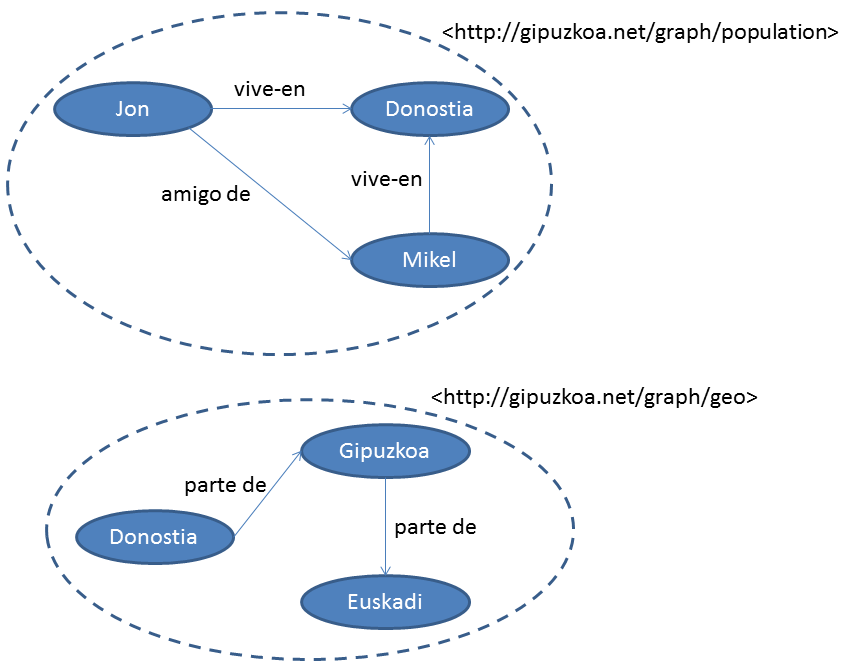 <http://gipuzkoa.net/graph/population>
vive-en
Jon
Donostia
amigo de
vive-en
Mikel
<http://gipuzkoa.net/graph/geo>
Gipuzkoa
parte de
Donostia
parte de
Euskadi